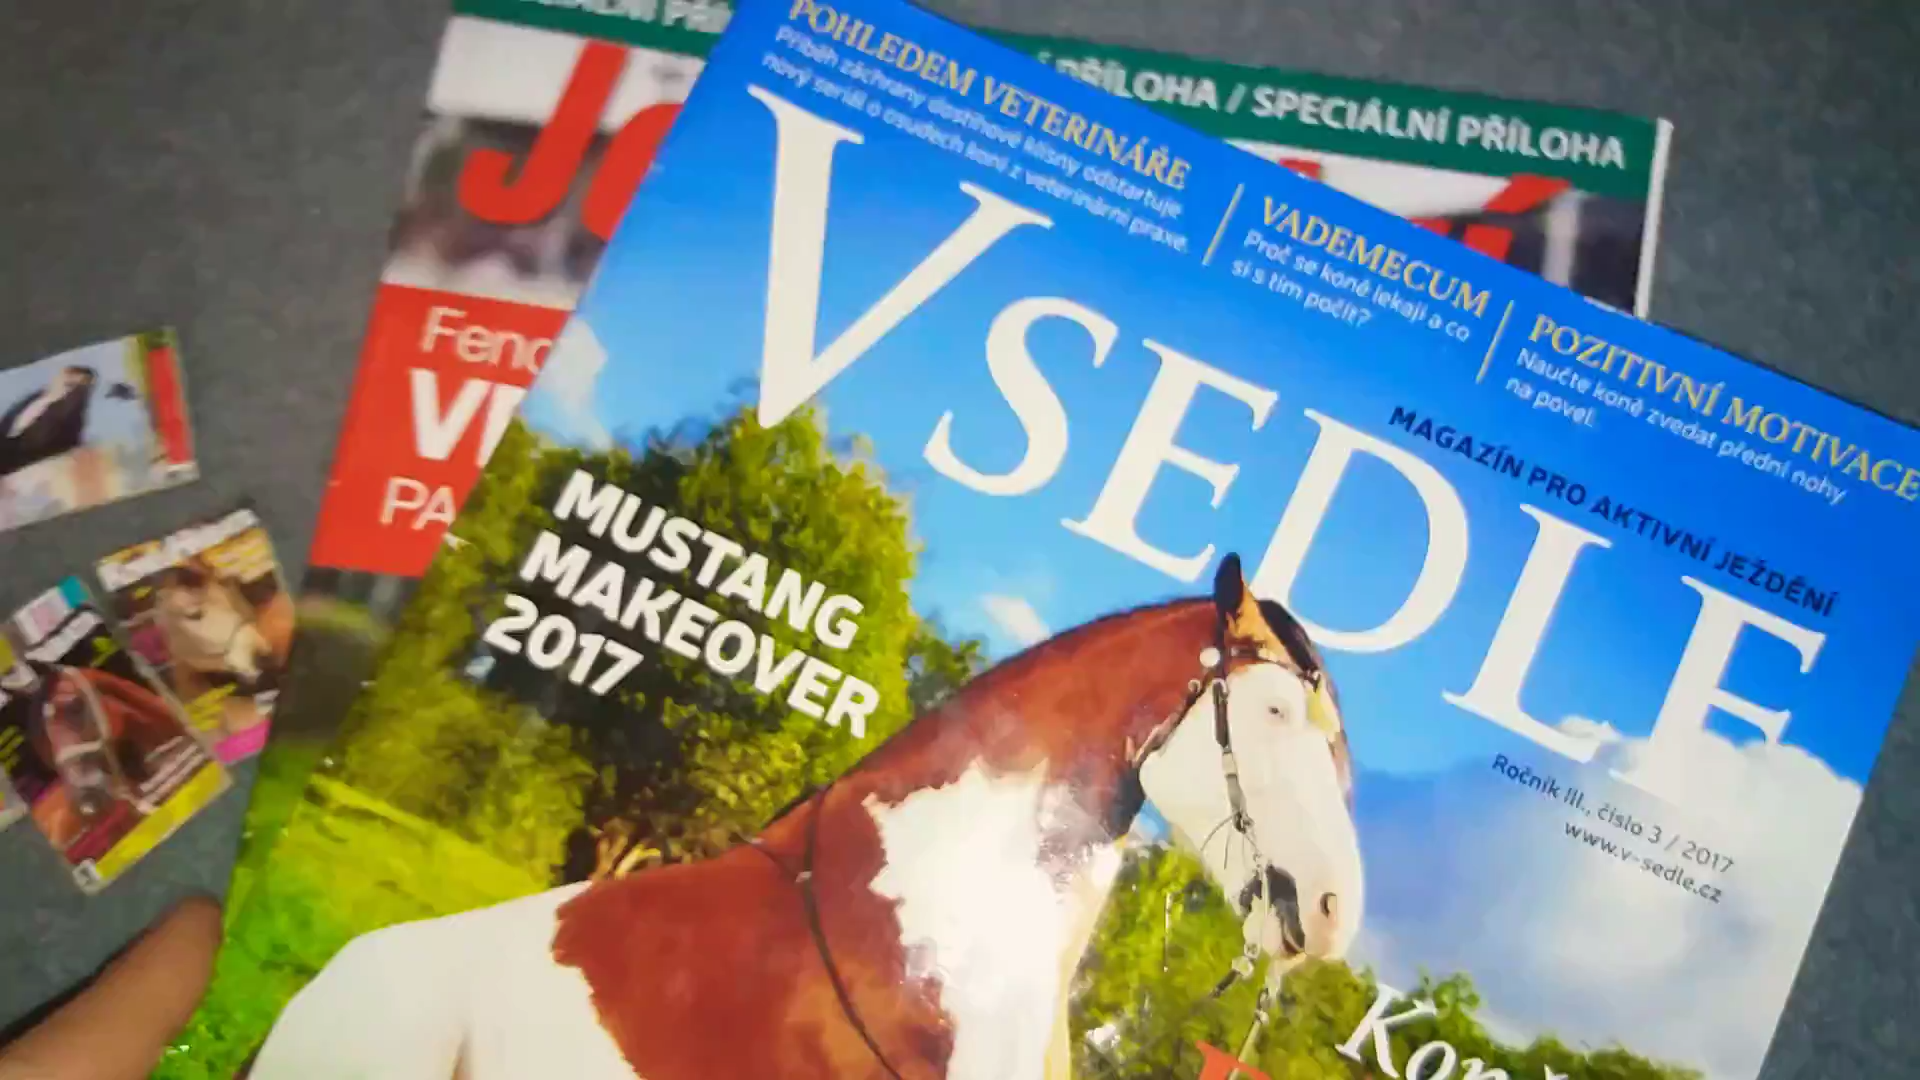 PŘÍLOHA / SPECIÁLNÍ PŘÍLOHA
Fend
PA
POHLEDEM VETERINÁŘE
Příběh záchrany dostihové klisny odstartuje
nový seriál o osudech koní z veterinární praxe.
VADEMECUM
Proč se koně lekají a co
si s tím počít?
POZITIVNÍ MOTIVACE
Naučte koně zvedat přední nohy
na povel.
V SEDLE
MAGAZÍN PRO AKTIVNÍ JEŽDĚNÍ
MUSTANG
MAKEOVER
2017
Ročník III., číslo 3 / 2017
www.v-sedle.cz